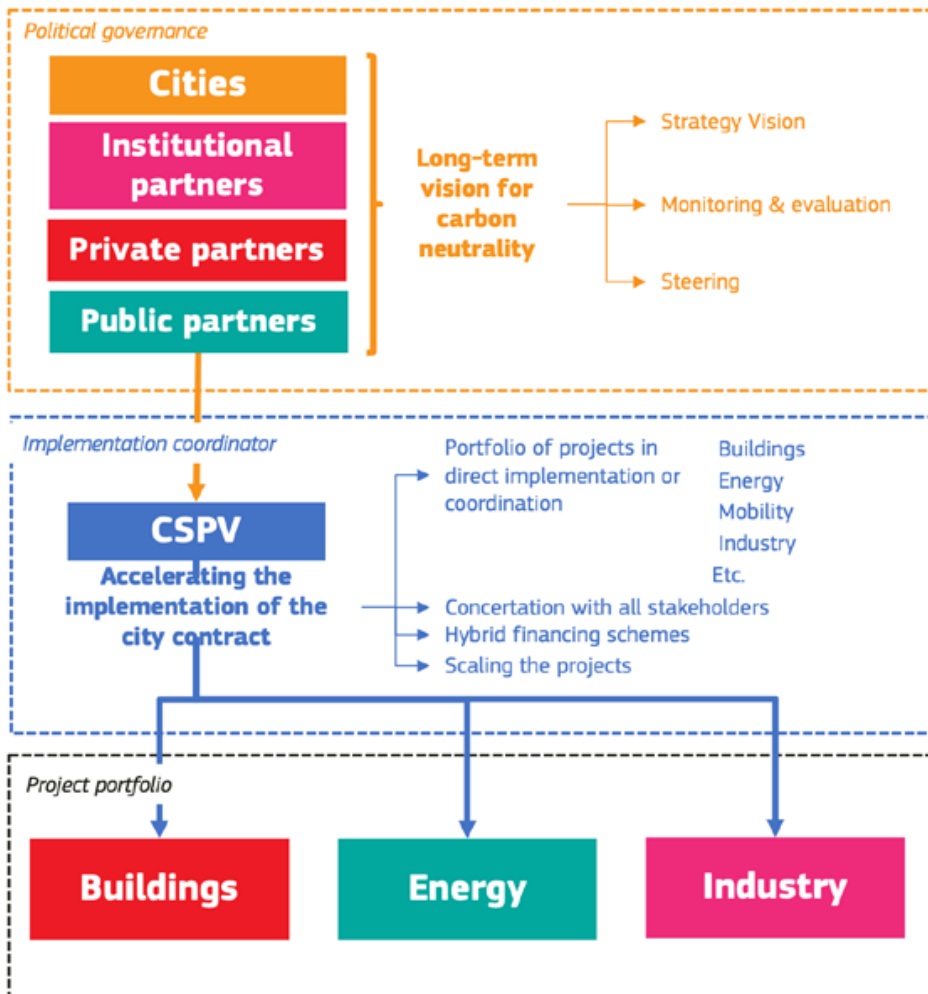 Political governance
Cities
Institutional
partners
Private partners
Public partners
Long-term
vision for
carbon
neutrality
Strategy Vision
Monitoring & evaluation
Steering
Implementation coordinator
CSPV
Accelerating the
implementation of the
city contract
Portfolio of projects in
direct implementation or
coordination
Buildings
Energy
Mobility
Industry
Etc.
Concertation with all stakeholders
Hybrid financing schemes
Scaling the projects
Project portfolio
Buildings
Energy
Industry